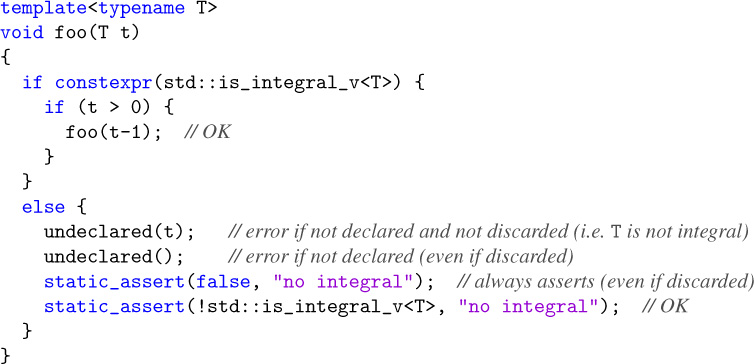 template<typename T>
void foo(T t)
{
  if constexpr(std::is_integral_v<T>) {
    if (t > 0) {
      foo(t-1);  // OK
    }
  }
  else {
    undeclared(t);   // error if not declared and not discarded (i.e. T is not integral)
    undeclared();    // error if not declared (even if discarded)
    static_assert(false, "no integral");  // always asserts (even if discarded)
    static_assert(!std::is_integral_v<T>, "no integral");  // OK
  }
}